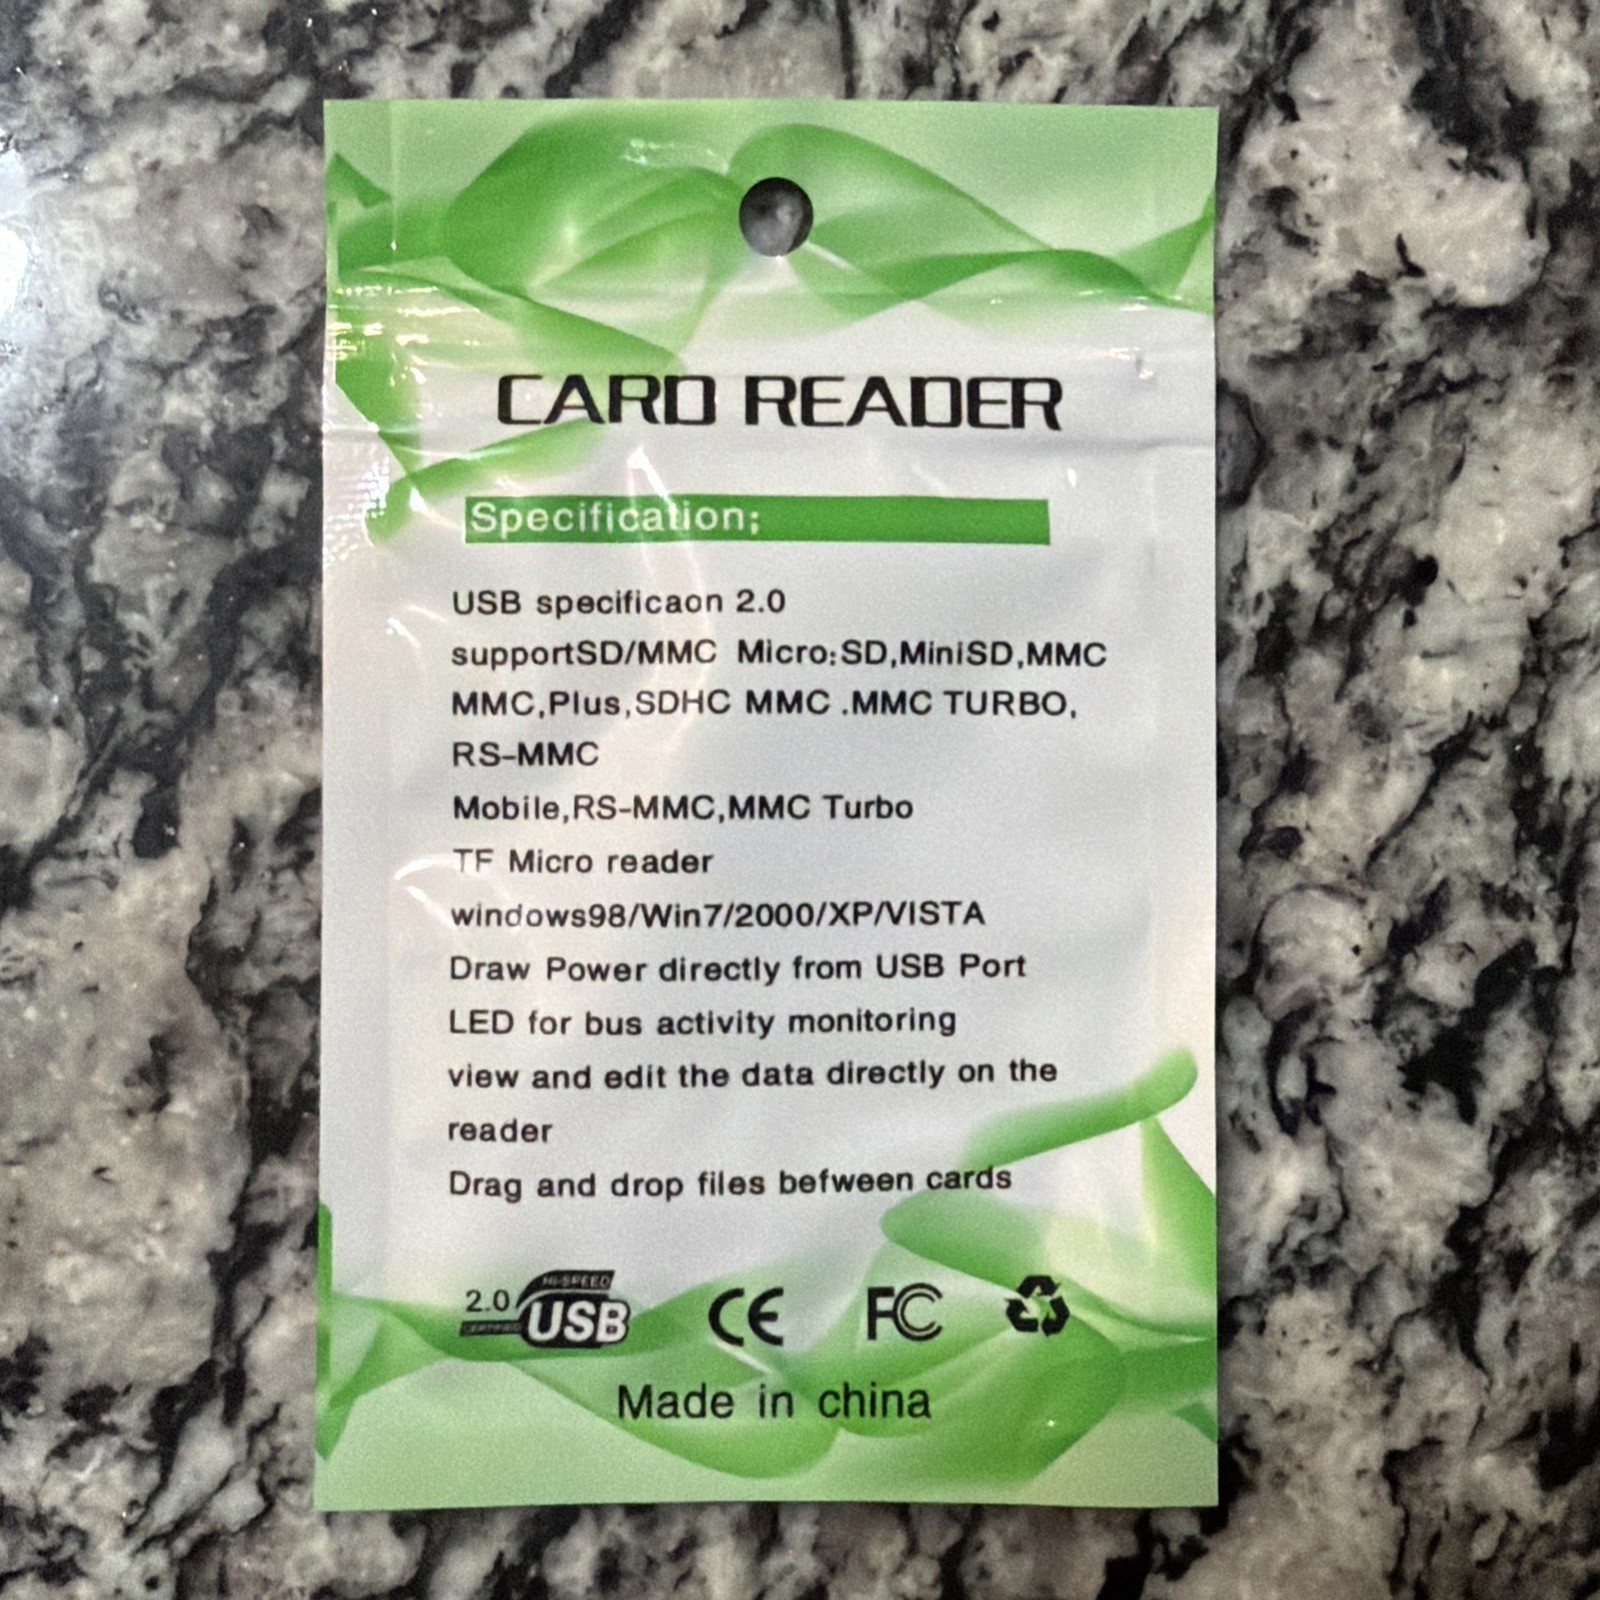 CARD READER
Specification;
USB specificaon 2.0
supportSD/MMC Micro:SD,MiniSD,MMC
MMC,Plus,SDHC MMC .MMC TURBO,
RS-MMC
Mobile,RS-MMC,MMC Turbo
TF Micro reader
windows98/Win7/2000/XP/VISTA
Draw Power directly from USB Port
LED for bus activity monitoring
view and edit the data directly on the
reader
Drag and drop files befween cards
HI-SPEED
2.0 USB
CERTIFIED
CE FC
Made in china